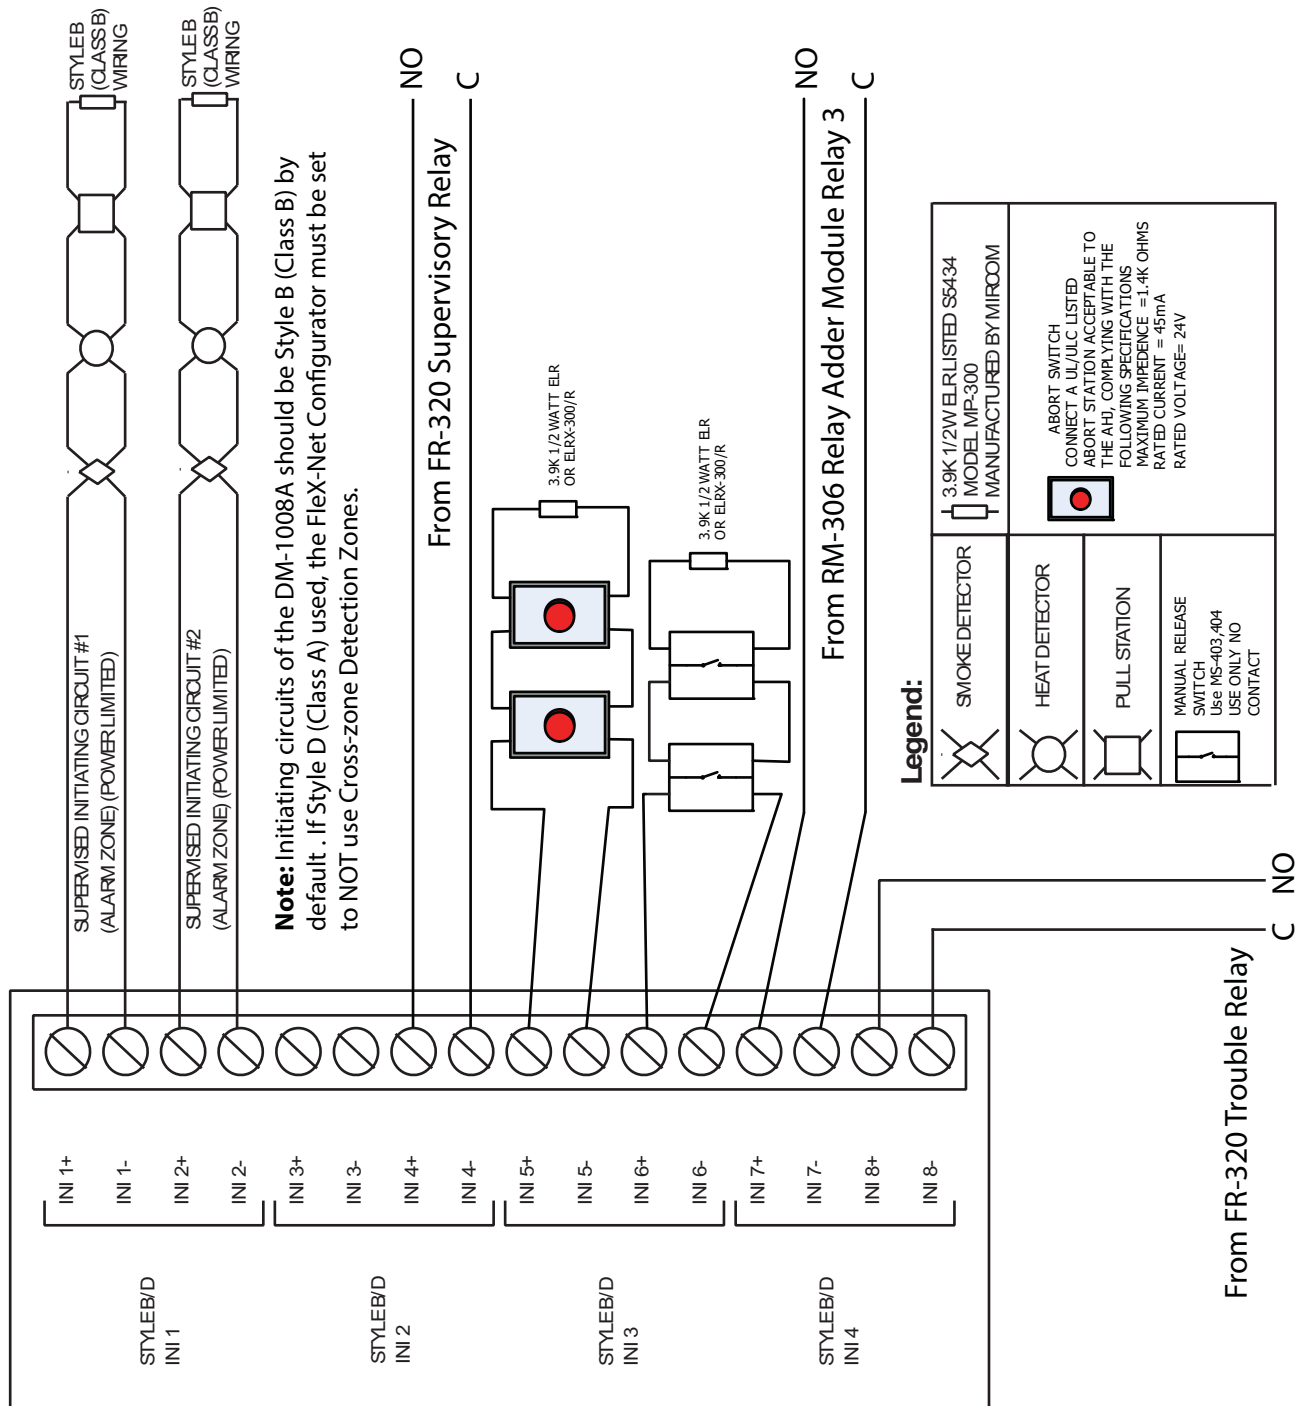 STYLE B
(CLASS B)
WIRING
STYLE B
(CLASS B)
WIRING
SUPERVISED INITIATING CIRCUIT #1
(ALARM ZONE) (POWER LIMITED)
SUPERVISED INITIATING CIRCUIT #2
(ALARM ZONE) (POWER LIMITED)
Note: Initiating circuits of the DM-1008A should be Style B (Class B) by
default . If Style D (Class A) used, the FleX-Net Configurator must be set
to NOT use Cross-zone Detection Zones.
NO
C
From FR-320 Supervisory Relay
3.9K 1/2 WATT ELR
OR ELRX-300/R
3.9K 1/2 WATT ELR
OR ELRX-300/R
NO
C
From RM-306 Relay Adder Module Relay 3
INI 1+
INI 1-
INI 2+
INI 2-
INI 3+
INI 3-
INI 4+
INI 4-
INI 5+
INI 5-
INI 6+
INI 6-
INI 7+
INI 7-
INI 8+
INI 8-
STYLE B/D
INI 1
STYLE B/D
INI 2
STYLE B/D
INI 3
STYLE B/D
INI 4
Legend:
SMOKE DETECTOR
HEAT DETECTOR
PULL STATION
MANUAL RELEASE
SWITCH
Use MS-403,404
USE ONLY NO
CONTACT
3.9K 1/2W ELR LISTED S5434
MODEL MP-300
MANUFACTURED BY MIRCOM
ABORT SWITCH
CONNECT A UL/ULC LISTED
ABORT STATION ACCEPTABLE TO
THE AHJ, COMPLYING WITH THE
FOLLOWING SPECIFICATIONS
MAXIMUM IMPEDENCE =1.4K OHMS
RATED CURRENT = 45mA
RATED VOLTAGE= 24V
NO
C
From FR-320 Trouble Relay